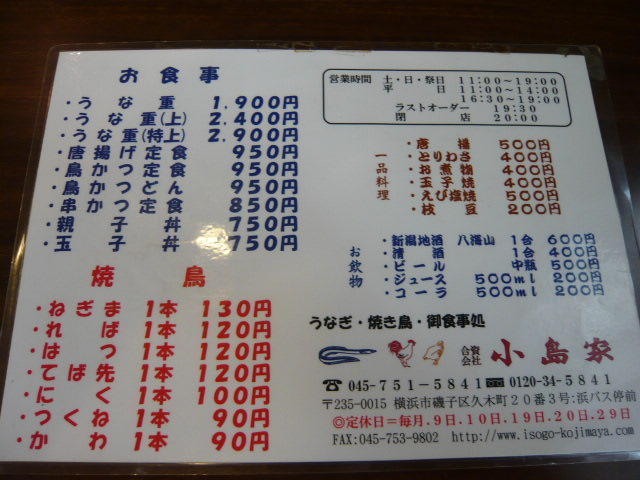 お食事
・うな重 1,900円
・うな重(上) 2,400円
・うな重(特上) 2,900円
・唐揚げ定食 950円
・鳥かつ定食 950円
・鳥かつどん 950円
・串かつ定食 850円
・親子丼 750円
・玉子丼 750円
焼鳥
・ねぎま 1本 130円
・れば 1本 120円
・はつ 1本 120円
・てば先 1本 120円
・にく 1本 100円
・つくね 1本 90円
・かわ 1本 90円
営業時間 土・日・祭日 11:00~19:00
平日 11:00~14:00
16:30~19:00
ラストオーダー 19:30
閉店 20:00
一品料理
・唐揚 500円
・とりわさ 400円
・お煮物 400円
・玉子焼 400円
・えび塩焼 500円
・枝豆 200円
お飲物
・新潟地酒 八海山 1合 600円
・清酒 1合 400円
・ビール 中瓶 500円
・ジュース 500ml 200円
・コーラ 500ml 200円
うなぎ・焼き鳥・御食事処
合資会社 小島家
☎045-751-5841 0120-34-5841
〒235-0015 横浜市磯子区久木町20番3号:浜バス停前
◎定休日=毎月.9日.10日.19日.20日.29日
FAX:045-753-9802 http://www.isogo-kojimaya.com